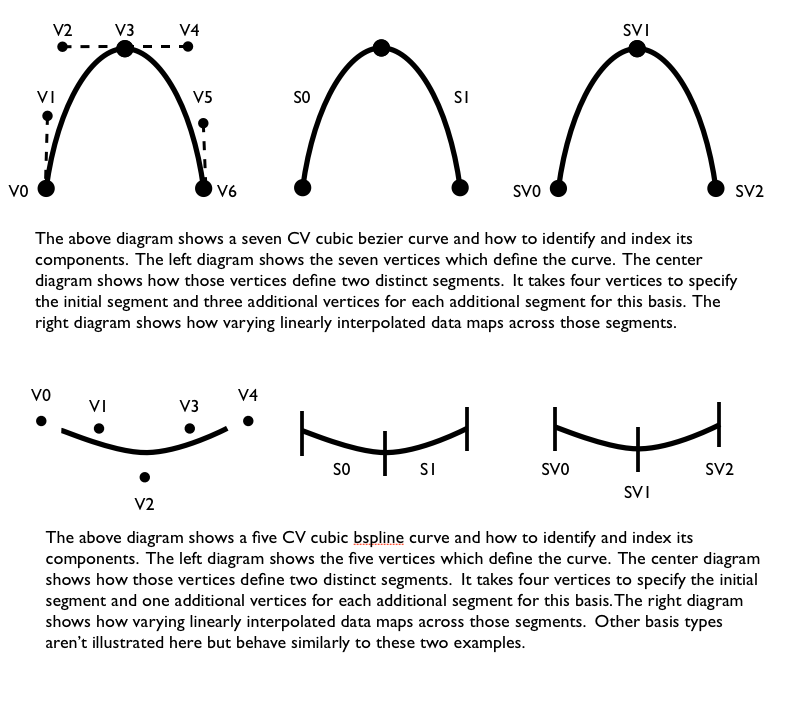 V2 V3 V4 SV1
V1 V5 S0 S1
V0 V6 SV0 SV2
The above diagram shows a seven CV cubic bezier curve and how to identify and index its
components. The left diagram shows the seven vertices which define the curve. The center
diagram shows how those vertices define two distinct segments. It takes four vertices to specify
the initial segment and three additional vertices for each additional segment for this basis. The
right diagram shows how varying linearly interpolated data maps across those segments.
V0 V4
V1 V3
S0 S1 SV0 SV2
SV1
V2
The above diagram shows a five CV cubic bspline curve and how to identify and index its
components. The left diagram shows the five vertices which define the curve. The center diagram
shows how those vertices define two distinct segments. It takes four vertices to specify the initial
segment and one additional vertices for each additional segment for this basis. The right diagram
shows how varying linearly interpolated data maps across those segments. Other basis types
aren't illustrated here but behave similarly to these two examples.